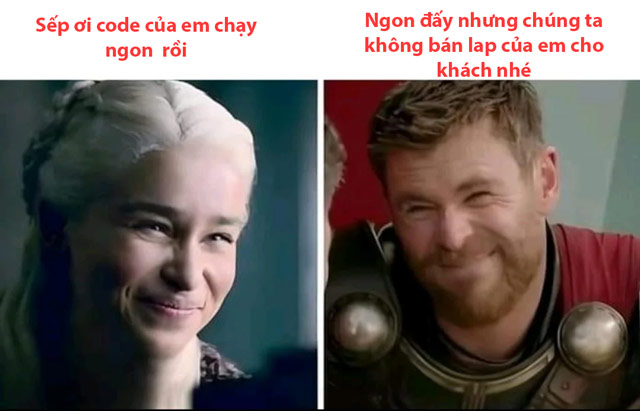 Sếp ơi code của em chạy
ngon rồi
Ngon đấy nhưng chúng ta
không bán lap của em cho
khách nhé